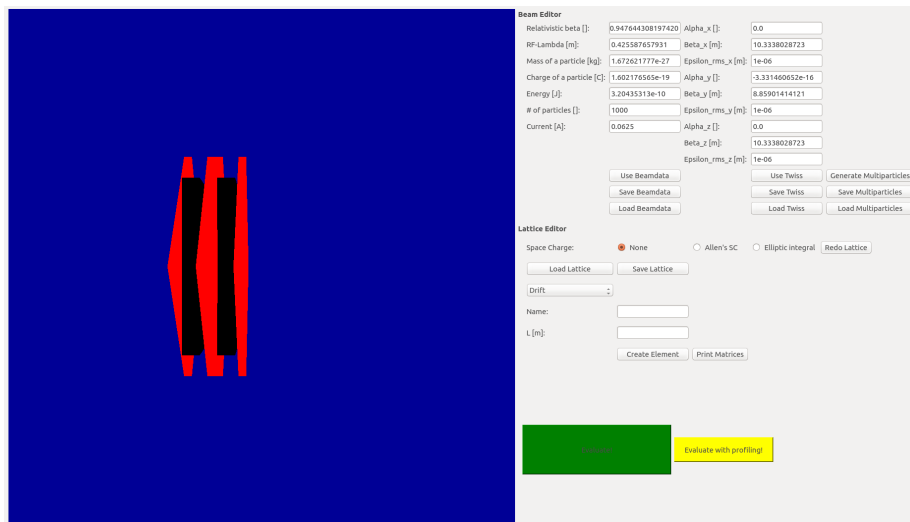 Beam Editor
Relativistic beta []: 0.947644308197420 Alpha_x []: 0.0
RF-Lambda [m]: 0.425587657931 Beta_x [m]: 10.3338028723
Mass of a particle [kg]: 1.672621777e-27 Epsilon_rms_x [m]: 1e-06
Charge of a particle [C]: 1.602176565e-19 Alpha_y []: -3.331460652e-16
Energy [J]: 3.20435313e-10 Beta_y [m]: 8.85901414121
# of particles []: 1000 Epsilon_rms_y [m]: 1e-06
Current [A]: 0.0625 Alpha_z []: 0.0
Beta_z [m]: 10.3338028723
Epsilon_rms_z [m]: 1e-06
Use Beamdata Use Twiss Generate Multiparticles
Save Beamdata Save Twiss Save Multiparticles
Load Beamdata Load Twiss Load Multiparticles
Lattice Editor
Space Charge: None Allen's SC Elliptic integral Redo Lattice
Load Lattice Save Lattice
Drift
Name:
L [m]:
Create Element Print Matrices
Evaluate with profiling!